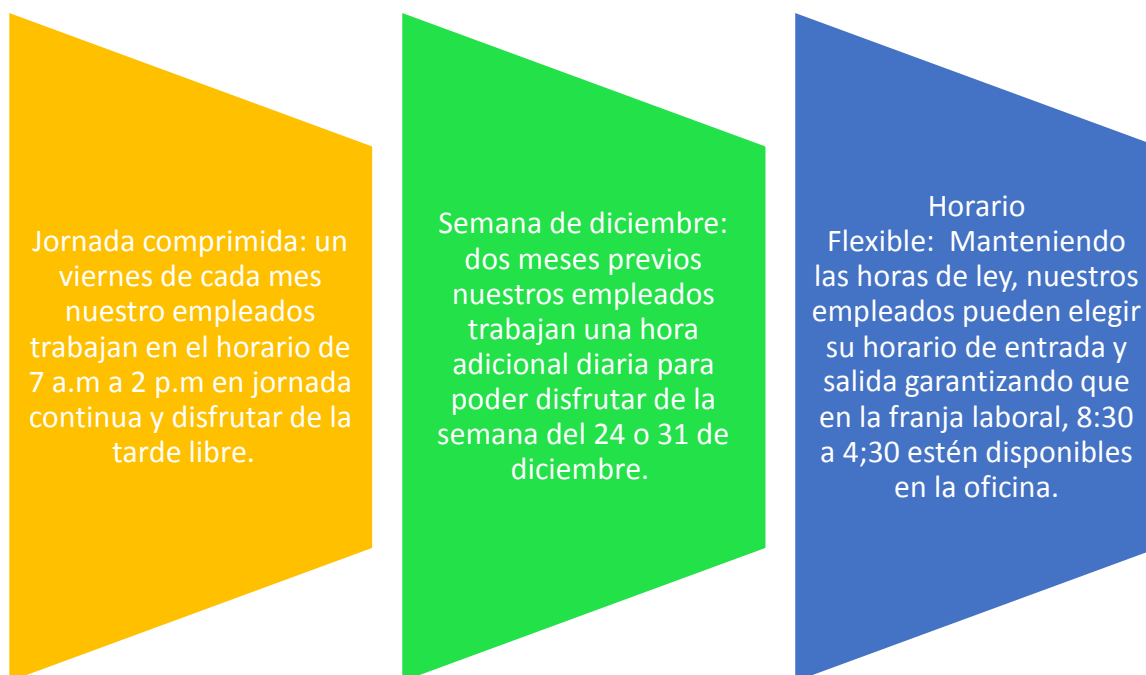 Jornada comprimida: un
viernes de cada mes
nuestro empleados
trabajan en el horario de
7 a.m a 2 p.m en jornada
continua y disfrutar de la
tarde libre.
Semana de diciembre:
dos meses previos
nuestros empleados
trabajan una hora
adicional diaria para
poder disfrutar de la
semana del 24 o 31 de
diciembre.
Horario
Flexible: Manteniendo
las horas de ley, nuestros
empleados pueden elegir
su horario de entrada y
salida garantizando que
en la franja laboral, 8:30
a 4;30 estén disponibles
en la oficina.